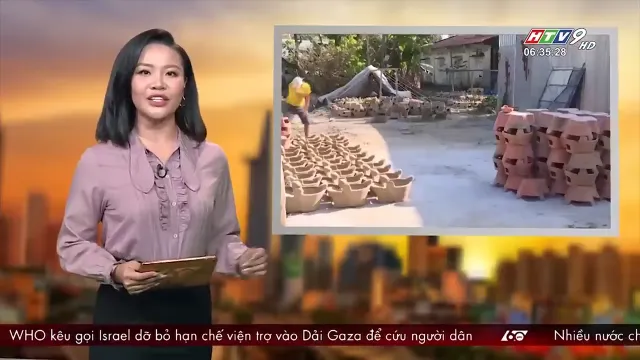 HTV9 HD
06:35:28
WHO kêu gọi Israel dỡ bỏ hạn chế viện trợ vào Dải Gaza để cứu người dân
60
Nhiều nước ch